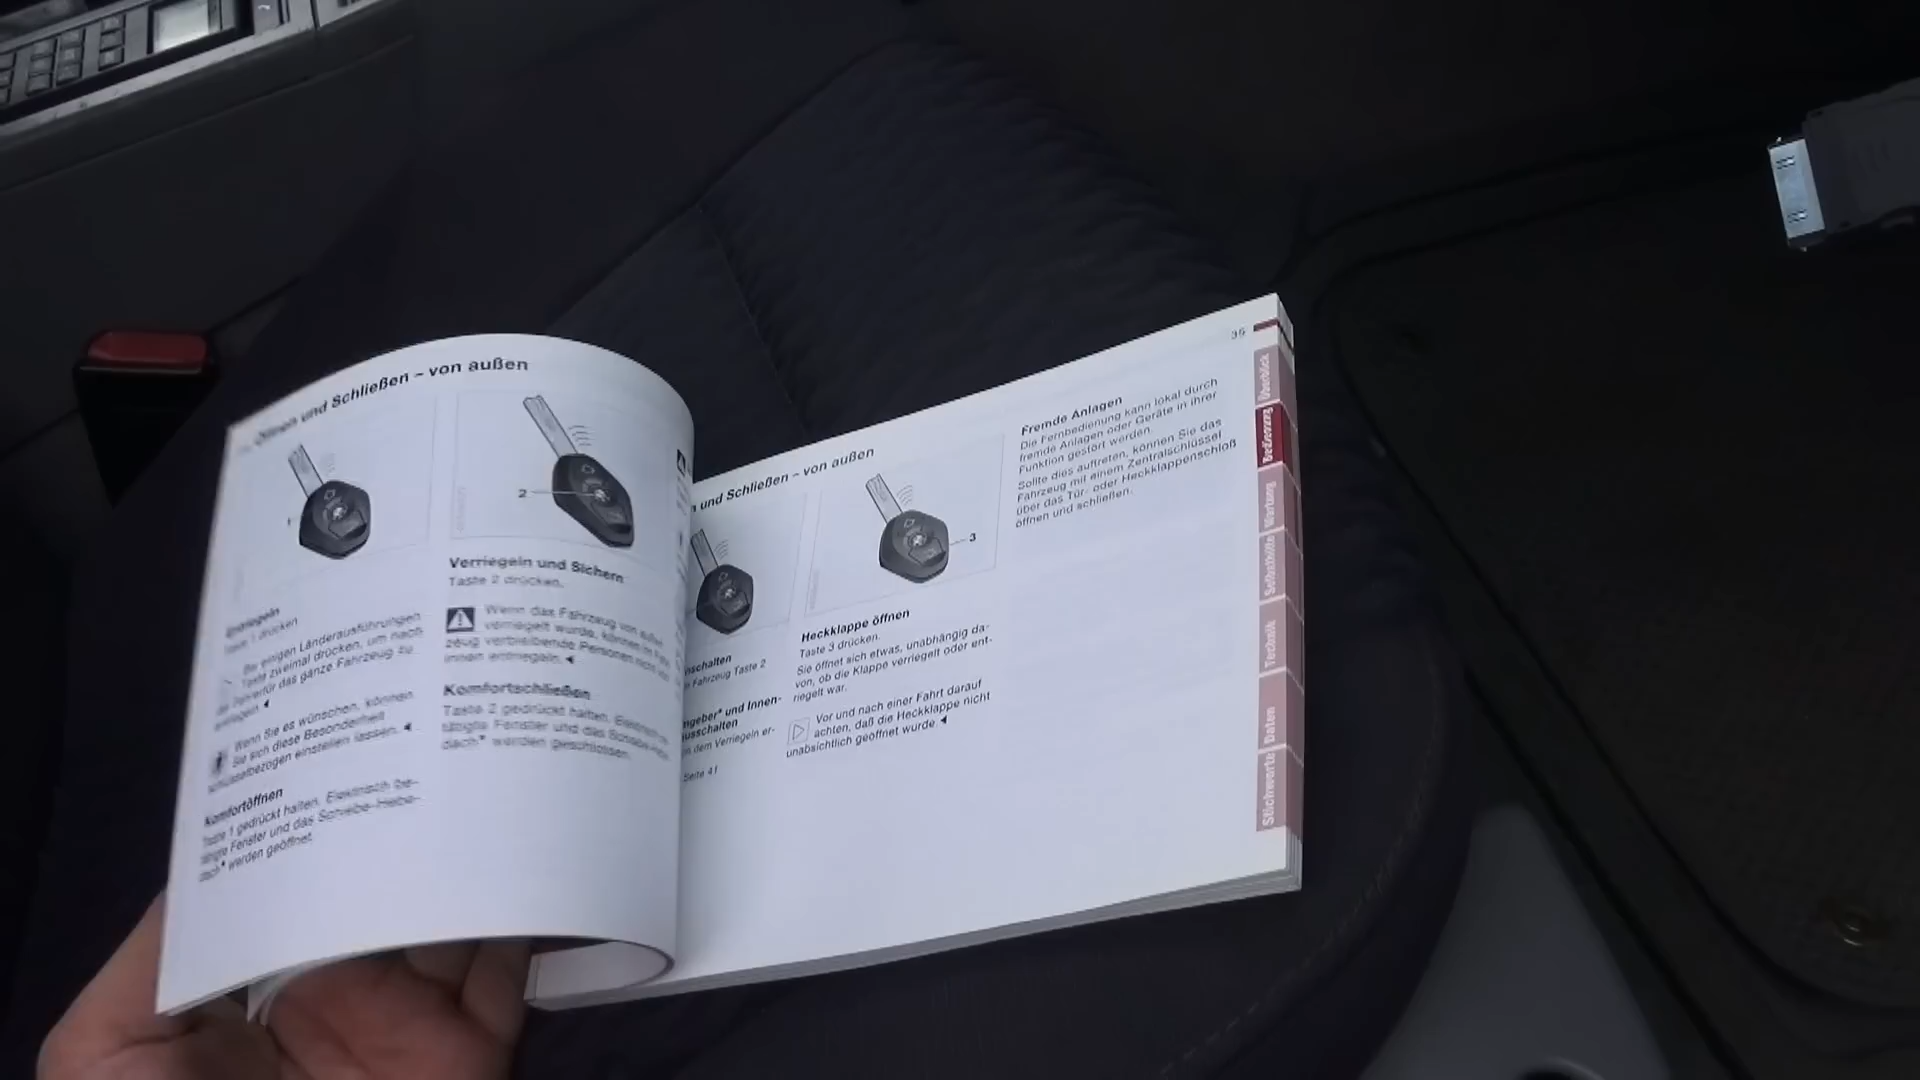 Öffnen und Schließen – von außen
1
Entriegeln
Taste 1 drücken
Bei einigen Länderausführungen
Taste zweimal drücken, um nach
der Fahrertür das ganze Fahrzeug zu
entriegeln.
Wenn Sie es wünschen, können
Sie sich diese Besonderheit
schlüsselbezogen einstellen lassen.
Komfortöffnen
Taste 1 gedrückt halten. Elektrisch be-
tätigte Fenster und das Schiebe-Hebe-
dach* werden geöffnet.
2
Verriegeln und Sichern
Taste 2 drücken.
Wenn das Fahrzeug von außen
verriegelt wurde, können im Fahr-
zeug verbleibende Personen nicht von
innen entriegeln.
Komfortschließen
Taste 2 gedrückt halten. Elektrisch be-
tätigte Fenster und das Schiebe-Hebe-
dach* werden geschlossen.
n und Schließen – von außen
35
nschalten
Fahrzeug Taste 2
ngeber* und Innen-
usschalten
dem Verriegeln er-
Seite 41
3
Heckklappe öffnen
Taste 3 drücken.
Sie öffnet sich etwas, unabhängig da-
von, ob die Klappe verriegelt oder ent-
riegelt war.
Vor und nach einer Fahrt darauf
achten, daß die Heckklappe nicht
unabsichtlich geöffnet wurde.
Fremde Anlagen
Die Fernbedienung kann lokal durch
fremde Anlagen oder Geräte in ihrer
Funktion gestört werden.
Sollte dies auftreten, können Sie das
Fahrzeug mit einem Zentralschlüssel
über das Tür- oder Heckklappenschloß
öffnen und schließen.
Überblick
Bedienung
Wartung
Selbsthilfe
Technik
Daten
Stichworte